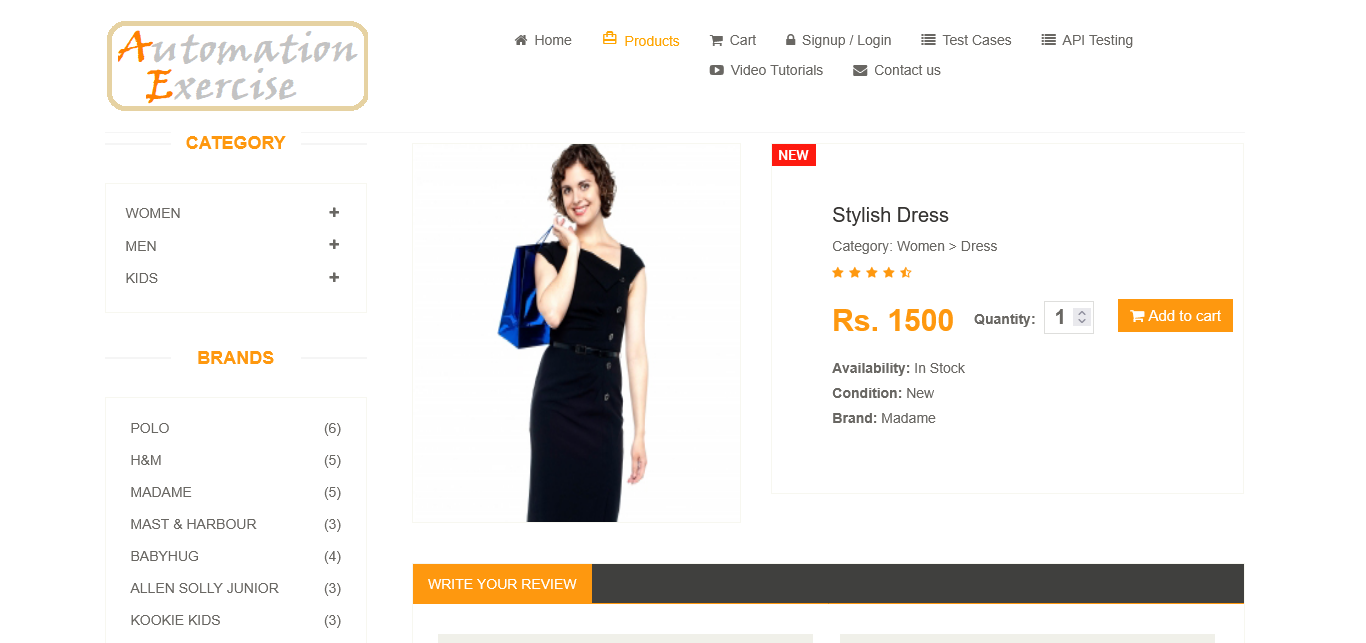 Automation
Exercise
Home
Products
Cart
Signup / Login
Test Cases
API Testing
Video Tutorials
Contact us
CATEGORY
WOMEN
MEN
KIDS
BRANDS
POLO (6)
H&M (5)
MADAME (5)
MAST & HARBOUR (3)
BABYHUG (4)
ALLEN SOLLY JUNIOR (3)
KOOKIE KIDS (3)
NEW
Stylish Dress
Category: Women > Dress
Rs. 1500 Quantity: 1 Add to cart
Availability: In Stock
Condition: New
Brand: Madame
WRITE YOUR REVIEW